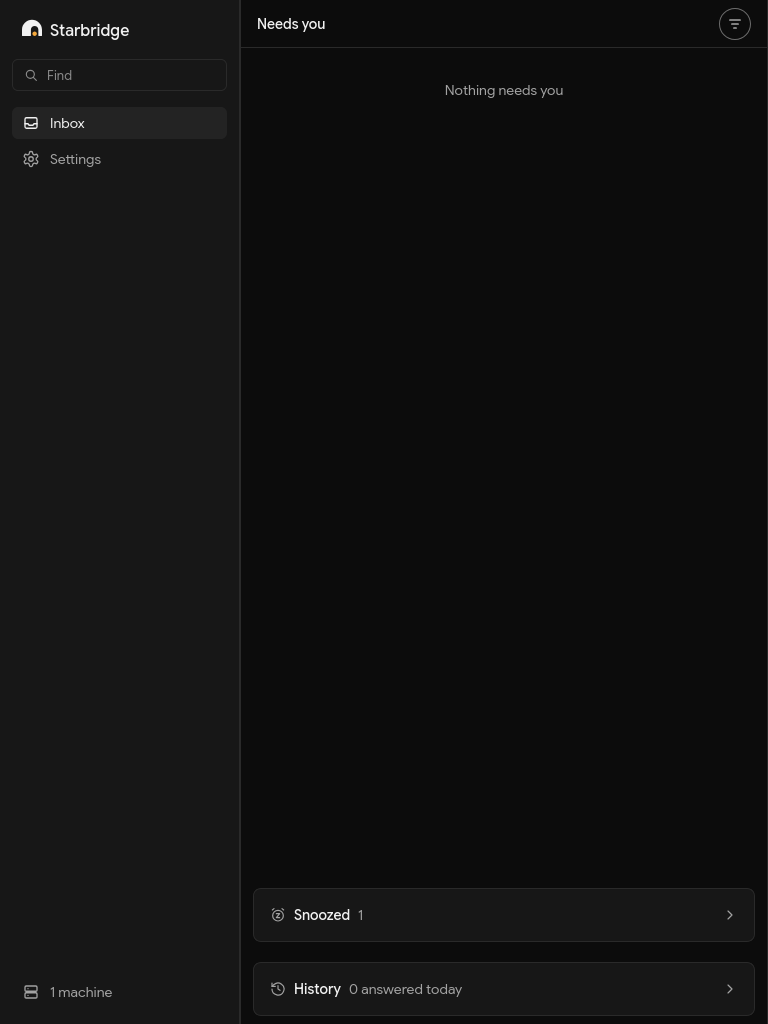 Starbridge
Find
Inbox
Settings
1 machine
Needs you
Nothing needs you
Snoozed 1
History 0 answered today